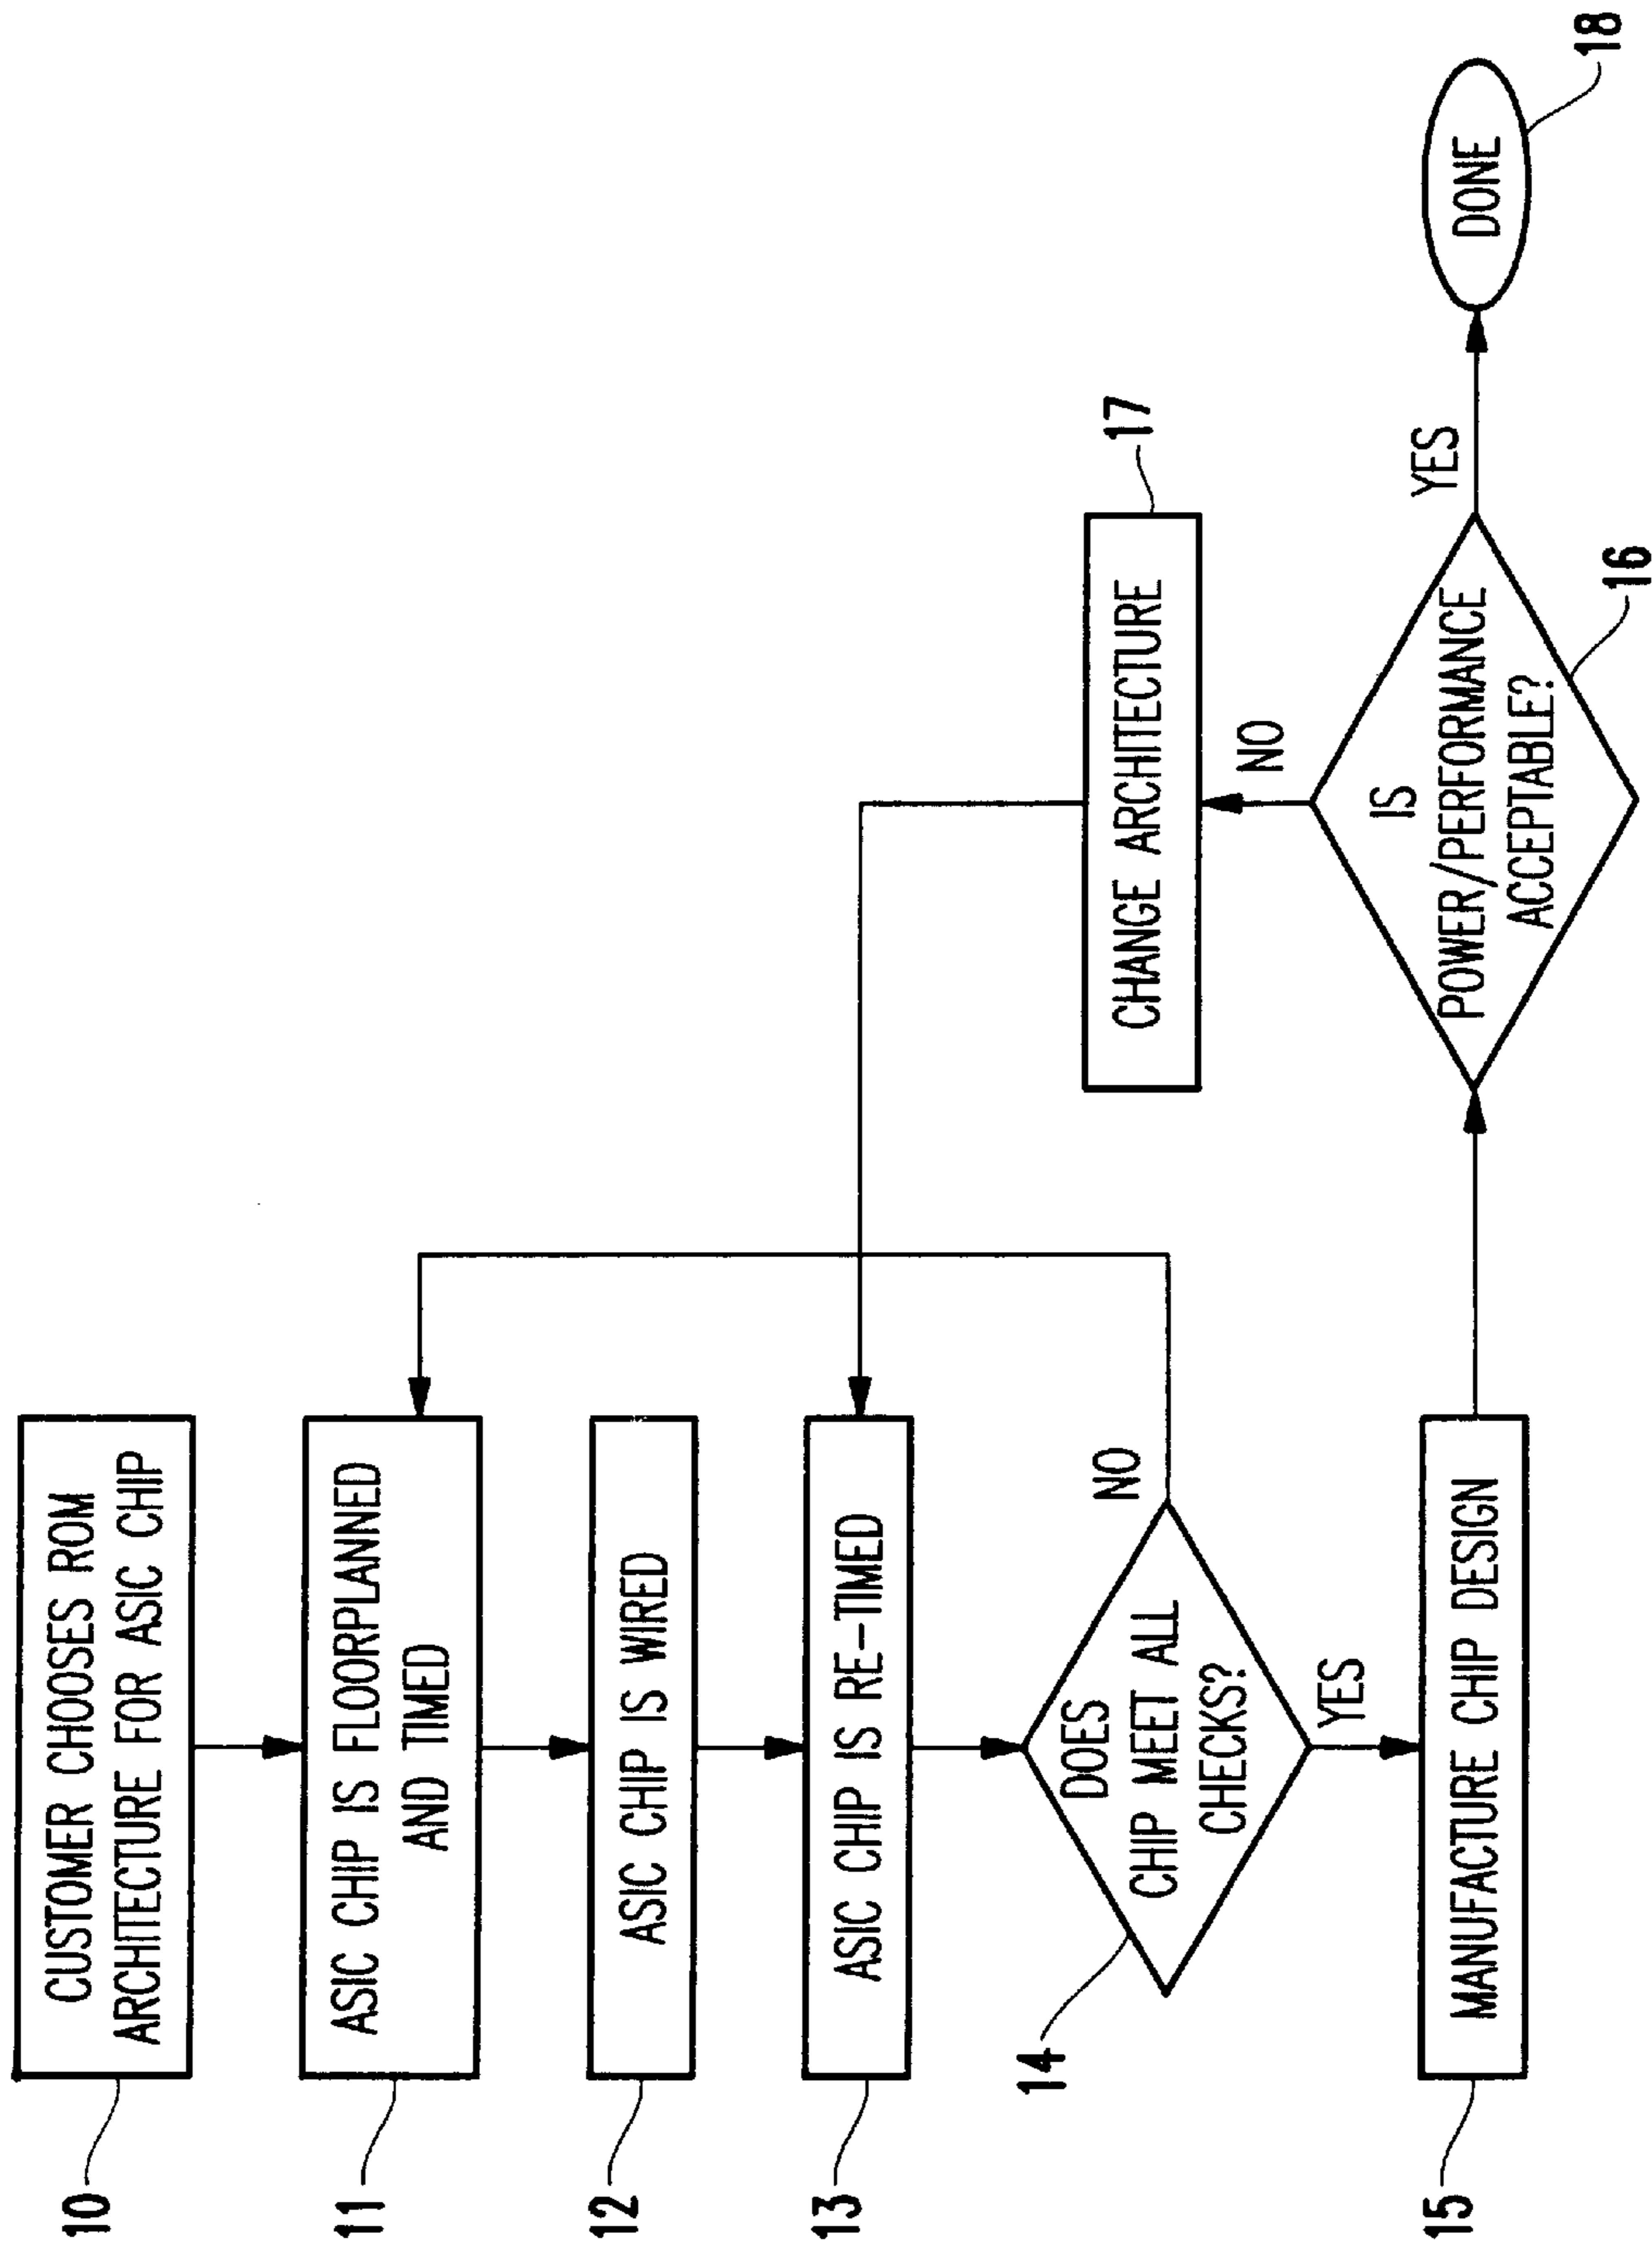 10
CUSTOMER CHOOSES ROM
ARCHITECTURE FOR ASIC CHIP
11
ASIC CHIP IS FLOORPLANNED
AND TIMED
12
ASIC CHIP IS WIRED
13
ASIC CHIP IS RE-TIMED
14
DOES
CHIP MEET ALL
CHECKS?
NO
YES
15
MANUFACTURE CHIP DESIGN
IS
POWER/PERFORMANCE
ACCEPTABLE?
16
NO
CHANGE ARCHITECTURE
17
YES
DONE
18